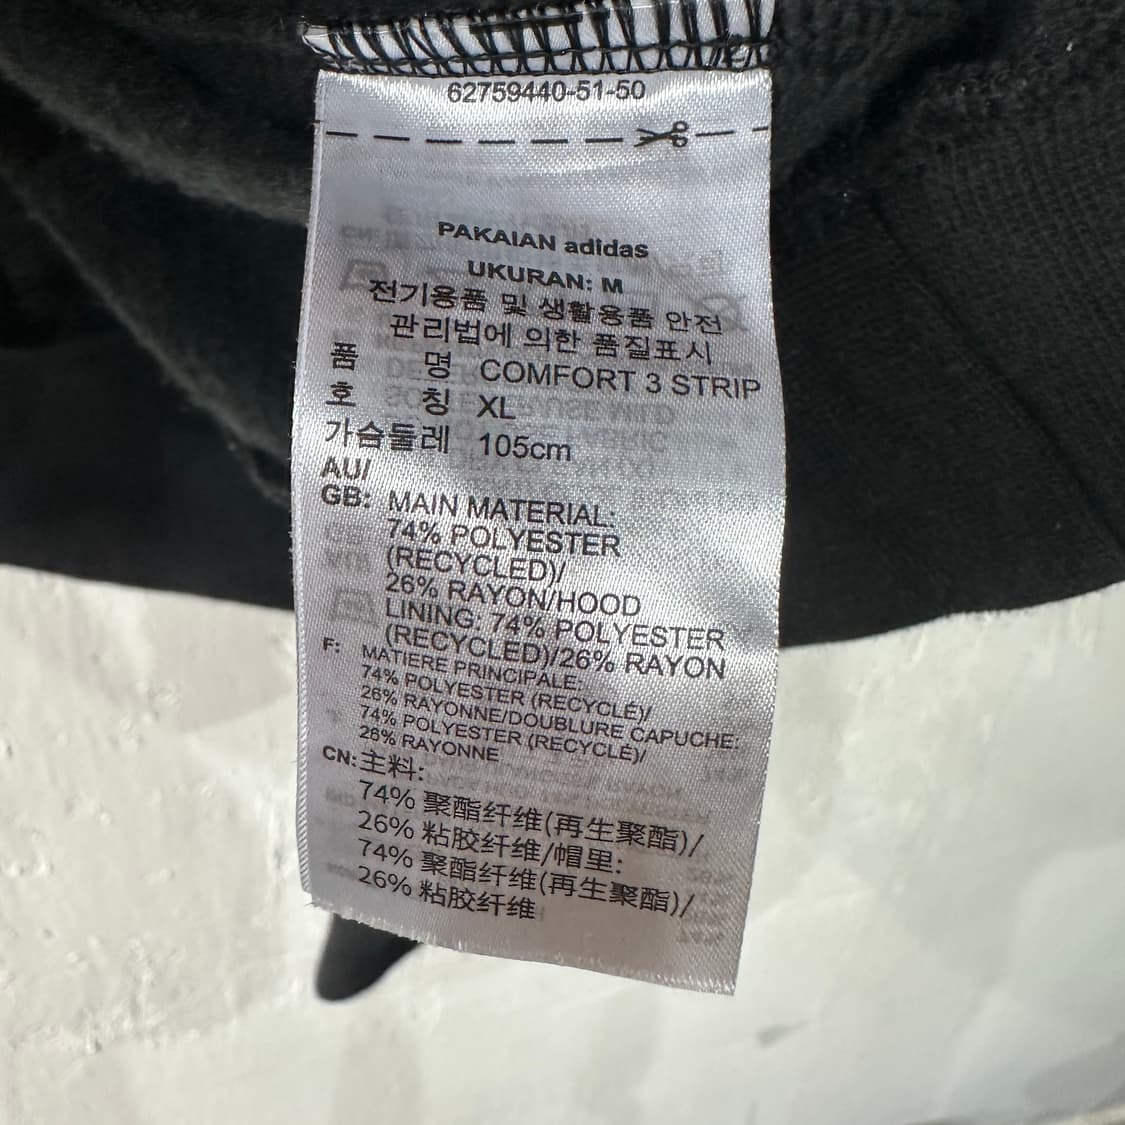 62759440-51-50
PAKAIAN adidas
UKURAN: M
전기용품 및 생활용품 안전
관리법에 의한 품질표시
품 명 COMFORT 3 STRIP
호 칭 XL
가슴둘레 105cm
AU/
GB: MAIN MATERIAL:
74% POLYESTER
(RECYCLED)/
26% RAYON/HOOD
LINING: 74% POLYESTER
(RECYCLED)/26% RAYON
F: MATIERE PRINCIPALE:
74% POLYESTER (RECYCLÉ)/
26% RAYONNE/DOUBLURE CAPUCHE:
74% POLYESTER (RECYCLÉ)/
26% RAYONNE
CN: 主料:
74% 聚酯纤维(再生聚酯)/
26% 粘胶纤维/帽里:
74% 聚酯纤维(再生聚酯)/
26% 粘胶纤维